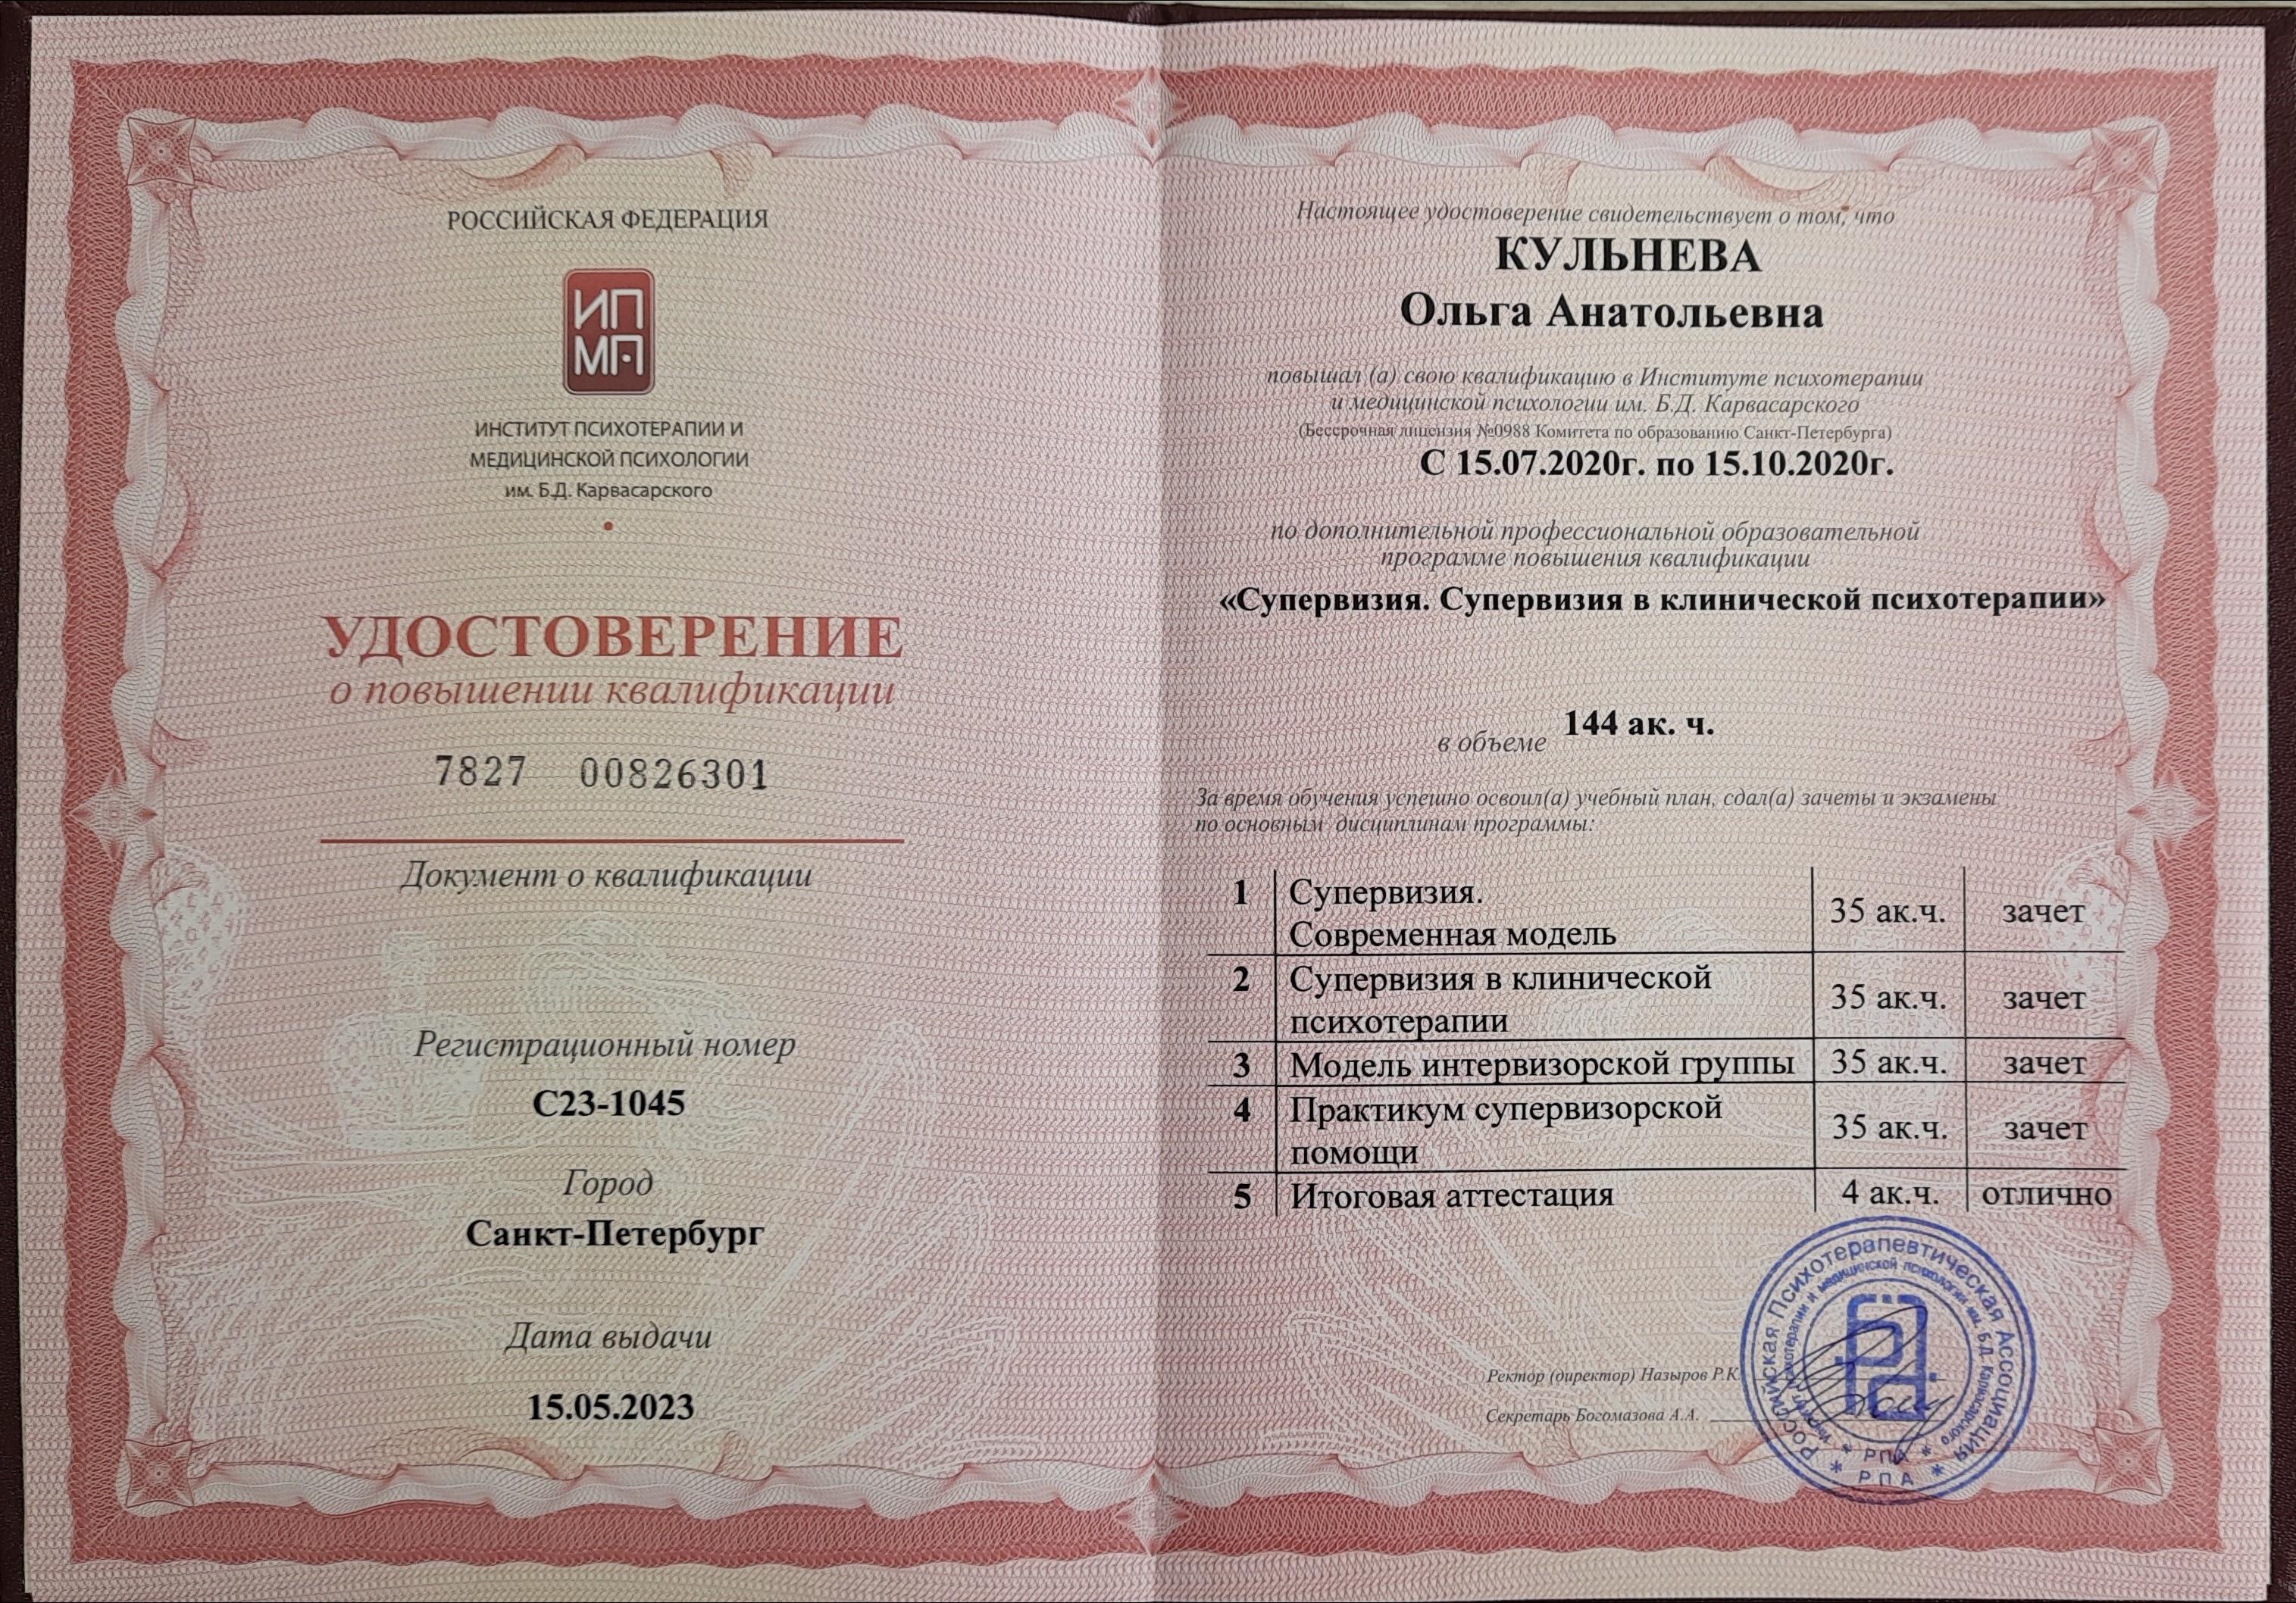 РОССИЙСКАЯ ФЕДЕРАЦИЯ
ИП
МП
ИНСТИТУТ ПСИХОТЕРАПИИ И
МЕДИЦИНСКОЙ ПСИХОЛОГИИ
им. Б.Д. Карвасарского
УДОСТОВЕРЕНИЕ
о повышении квалификации
7827 00826301
Документ о квалификации
Регистрационный номер
С23-1045
Город
Санкт-Петербург
Дата выдачи
15.05.2023
Настоящее удостоверение свидетельствует о том, что
КУЛЬНЕВА
Ольга Анатольевна
повышал (а) свою квалификацию в Институте психотерапии
и медицинской психологии им. Б.Д. Карвасарского
(Бессрочная лицензия №0988 Комитета по образованию Санкт-Петербурга)
С 15.07.2020г. по 15.10.2020г.
по дополнительной профессиональной образовательной
программе повышения квалификации
«Супервизия. Супервизия в клинической психотерапии»
в объеме 144 ак. ч.
За время обучения успешно освоил(а) учебный план, сдал(а) зачеты и экзамены
по основным дисциплинам программы:
1 Супервизия. 35 ак.ч. зачет
Современная модель
2 Супервизия в клинической 35 ак.ч. зачет
психотерапии
3 Модель интервизорской группы 35 ак.ч. зачет
4 Практикум супервизорской 35 ак.ч. зачет
помощи
5 Итоговая аттестация 4 ак.ч. отлично
Ректор (директор) Назыров Р.К.
Секретарь Богомазова А.А.
Российская Психотерапевтическая Ассоциация
* РПА *
Институт психотерапии и медицинской психологии им. Б.Д. Карвасарского
* РПА *